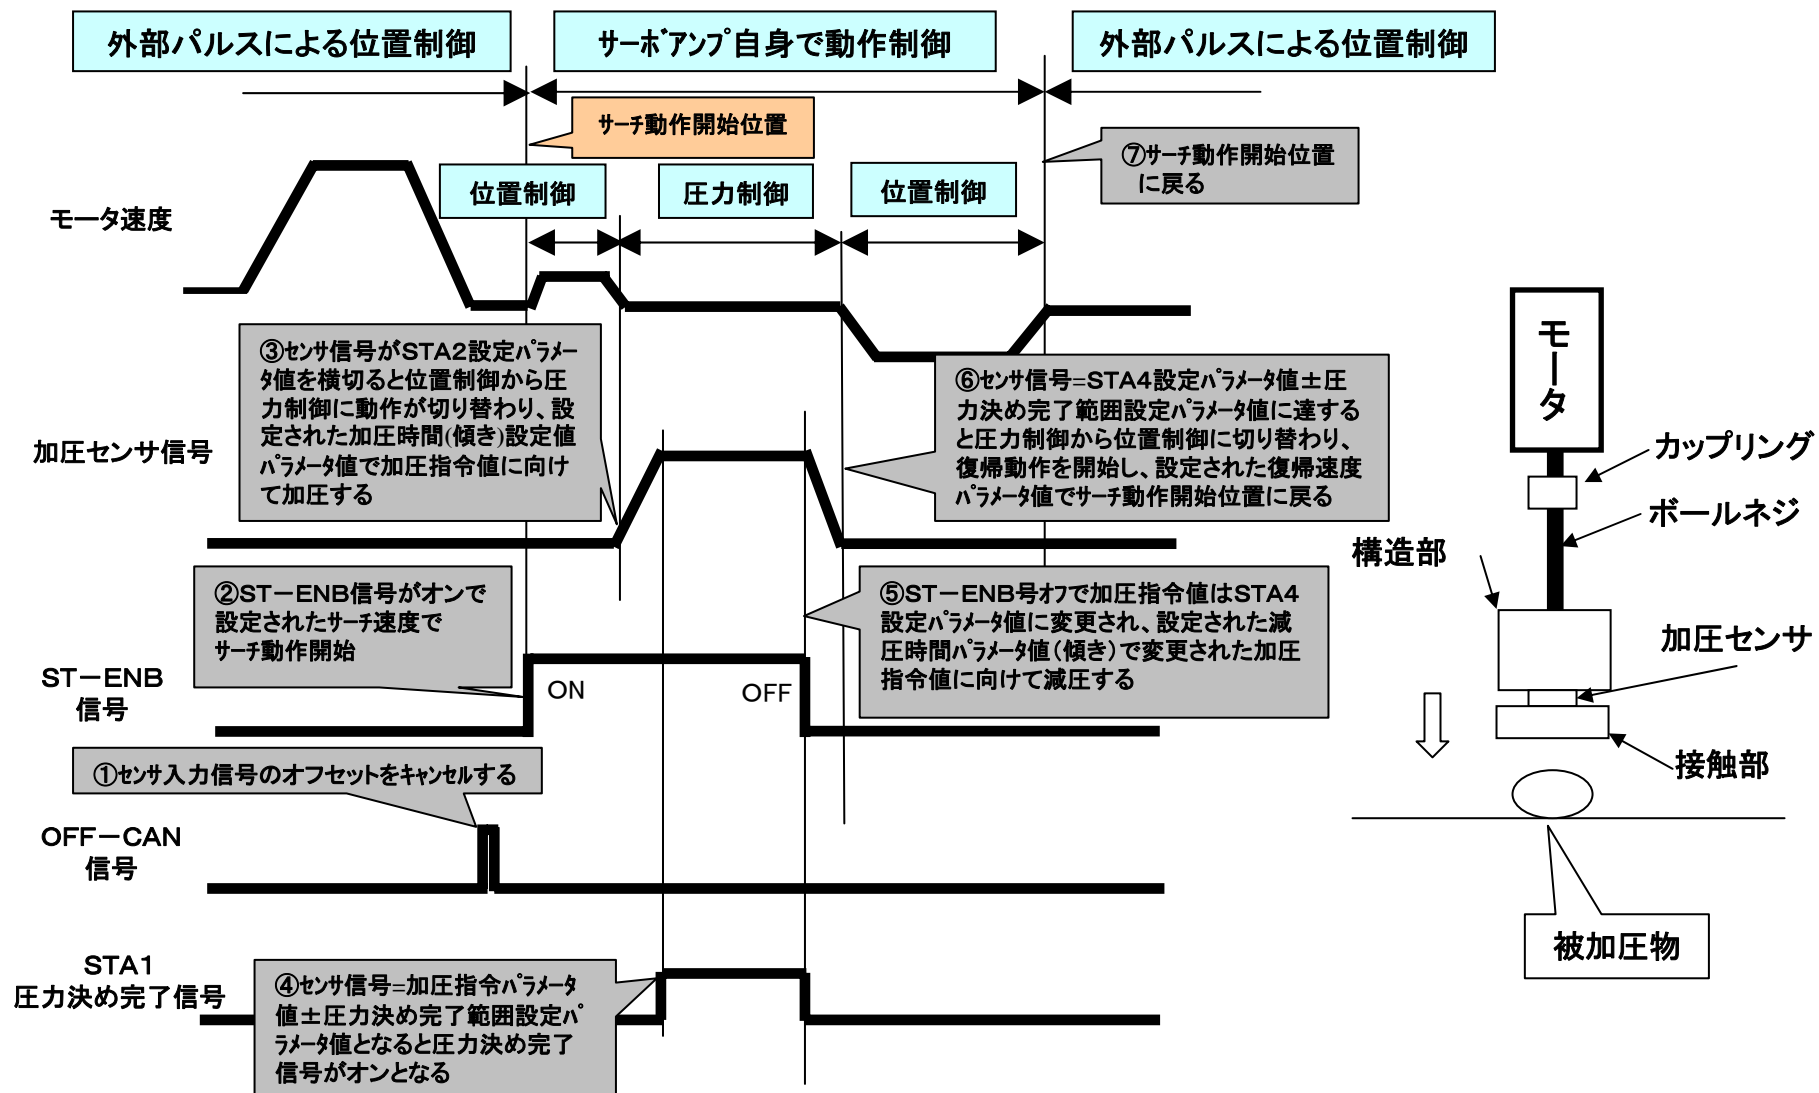 外部パルスによる位置制御
サーボアンプ自身で動作制御
外部パルスによる位置制御
サーチ動作開始位置
⑦サーチ動作開始位置
に戻る
位置制御
圧力制御
位置制御
モータ速度
③センサ信号がSTA2設定パラメー
タ値を横切ると位置制御から圧
力制御に動作が切り替わり、設
定された加圧時間(傾き)設定値
パラメータ値で加圧指令値に向け
て加圧する
⑥センサ信号=STA4設定パラメータ値±圧
力決め完了範囲設定パラメータ値に達する
と圧力制御から位置制御に切り替わり、
復帰動作を開始し、設定された復帰速度
パラメータ値でサーチ動作開始位置に戻る
加圧センサ信号
②ST-ENB信号がオンで
設定されたサーチ速度で
サーチ動作開始
⑤ST-ENB号オフで加圧指令値はSTA4
設定パラメータ値に変更され、設定された減
圧時間パラメータ値(傾き)で変更された加圧
指令値に向けて減圧する
ST-ENB
信号
ON
OFF
①センサ入力信号のオフセットをキャンセルする
OFF-CAN
信号
STA1
圧力決め完了信号
④センサ信号=加圧指令パラメータ
値±圧力決め完了範囲設定パ
ラメータ値となると圧力決め完了
信号がオンとなる
モータ
カップリング
ボールネジ
構造部
加圧センサ
接触部
被加圧物